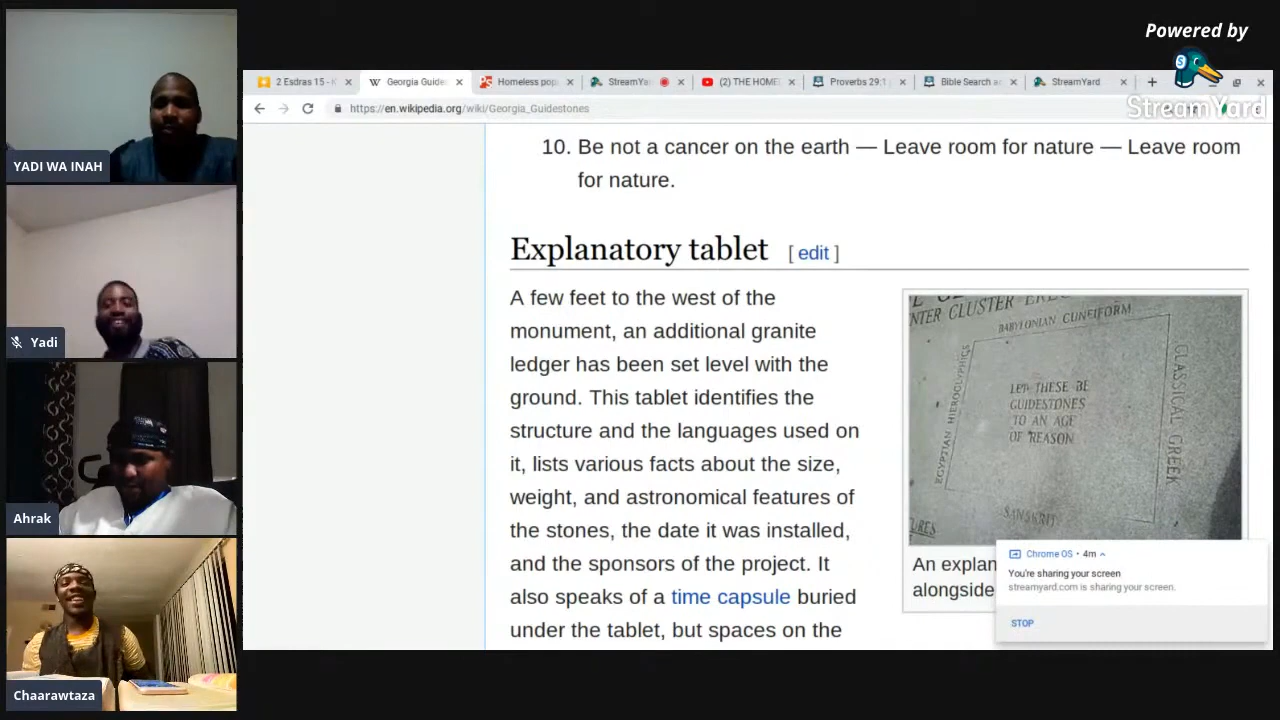 Powered by
StreamYard
2 Esdras 15 - K
Georgia Guide
Homeless pop
StreamYa
(2) THE HOME
Proverbs 29:1
Bible Search a
StreamYard
https://en.wikipedia.org/wiki/Georgia_Guidestones
10. Be not a cancer on the earth — Leave room for nature — Leave room
for nature.
Explanatory tablet [ edit ]
A few feet to the west of the
monument, an additional granite
ledger has been set level with the
ground. This tablet identifies the
structure and the languages used on
it, lists various facts about the size,
weight, and astronomical features of
the stones, the date it was installed,
and the sponsors of the project. It
also speaks of a time capsule buried
under the tablet, but spaces on the
NTER CLUSTER
BABYLONIAN CUNEIFORM
EGYPTIAN HIEROGLYPHICS
CLASSICAL GREEK
LET THESE BE
GUIDESTONES
TO AN AGE
OF REASON
SANSKRIT
URES
An explan
alongside
Chrome OS • 4m
You're sharing your screen
streamyard.com is sharing your screen.
STOP
YADI WA INAH
Yadi
Ahrak
Chaarawtaza